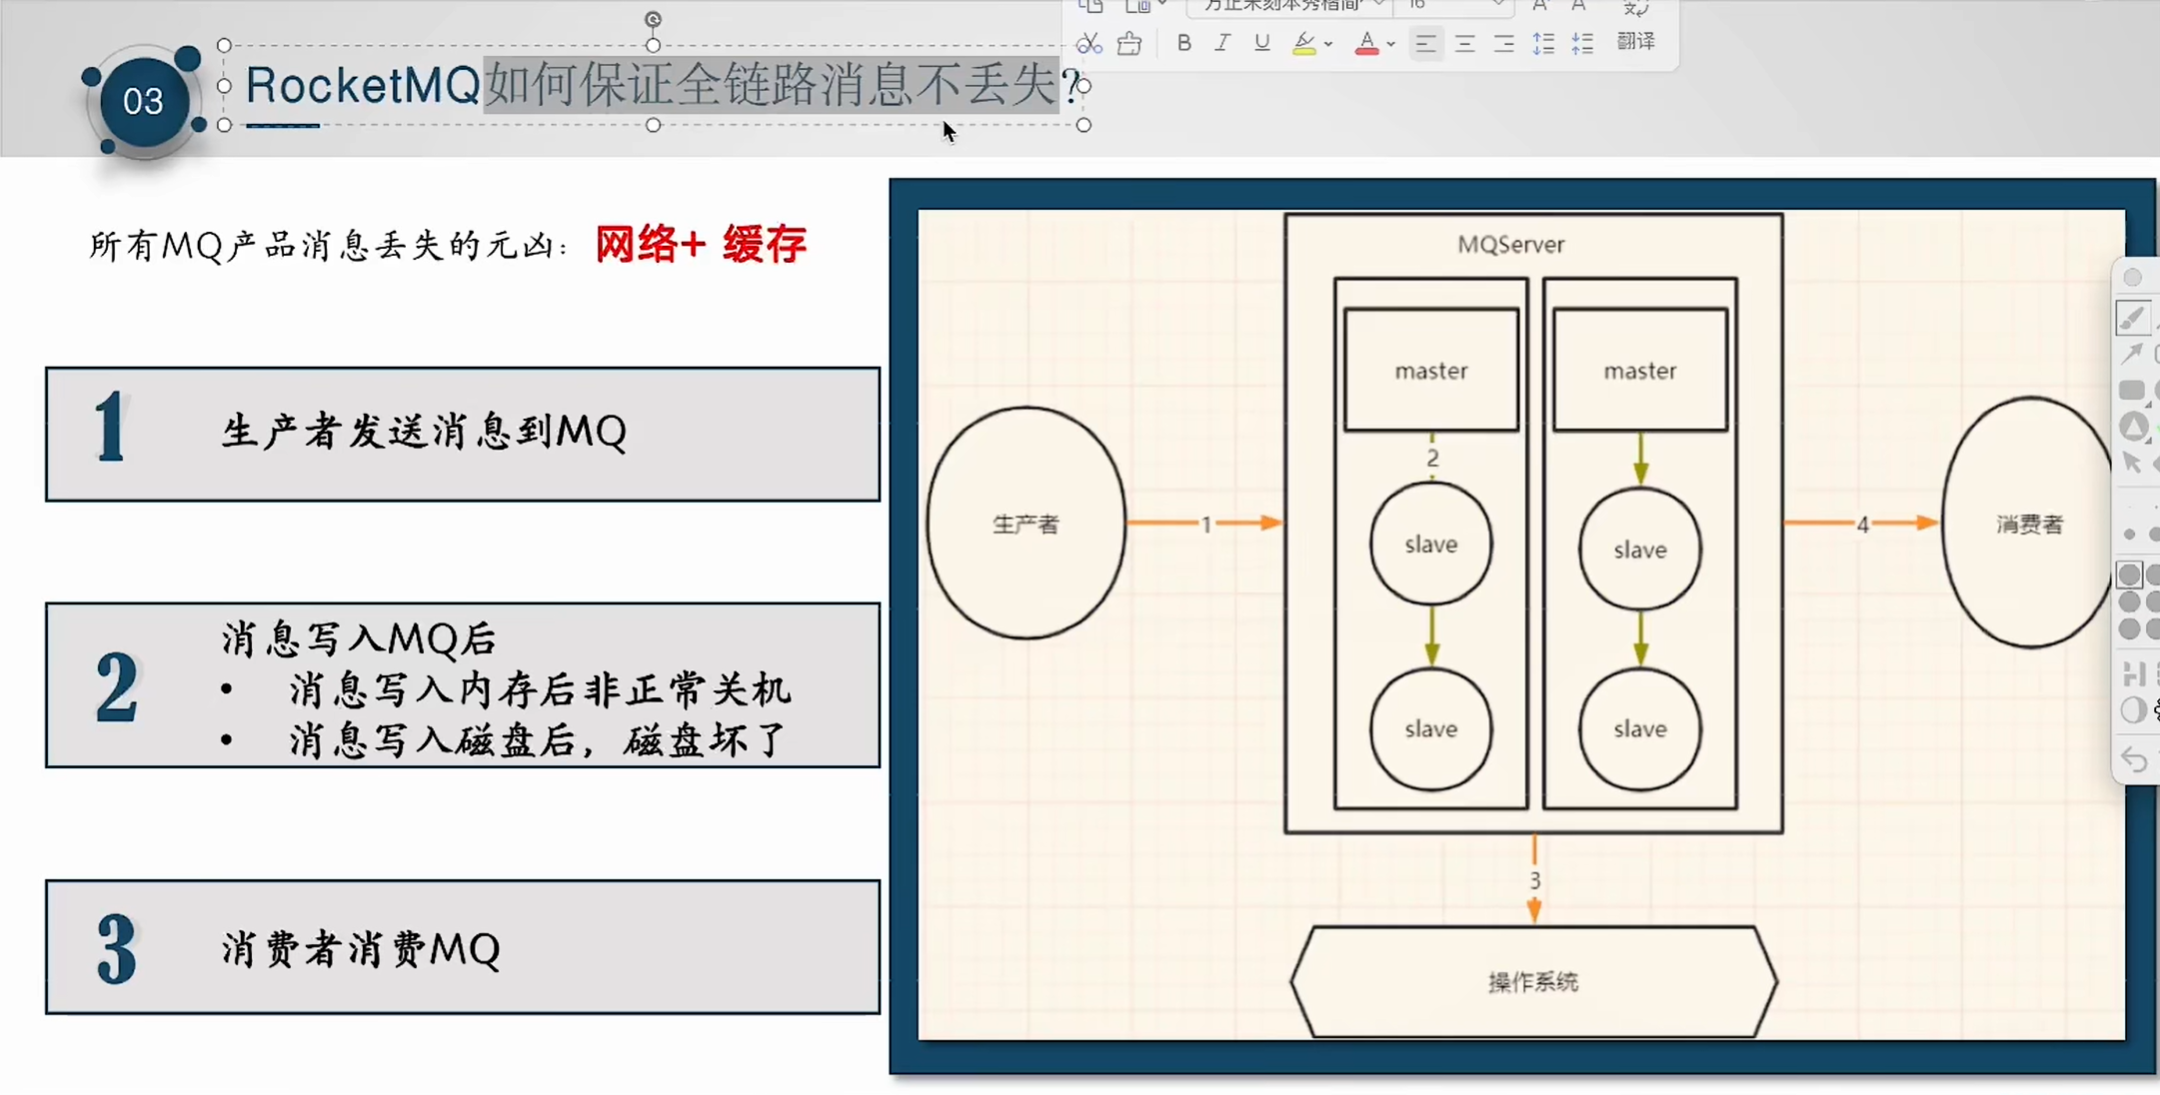 16
B I U A 翻译
03
RocketMQ如何保证全链路消息不丢失?
所有MQ产品消息丢失的元凶：网络+ 缓存
1
生产者发送消息到MQ
2
消息写入MQ后
• 消息写入内存后非正常关机
• 消息写入磁盘后，磁盘坏了
3
消费者消费MQ
MQServer
master
master
2
slave
slave
生产者
1
4
消费者
slave
slave
3
操作系统